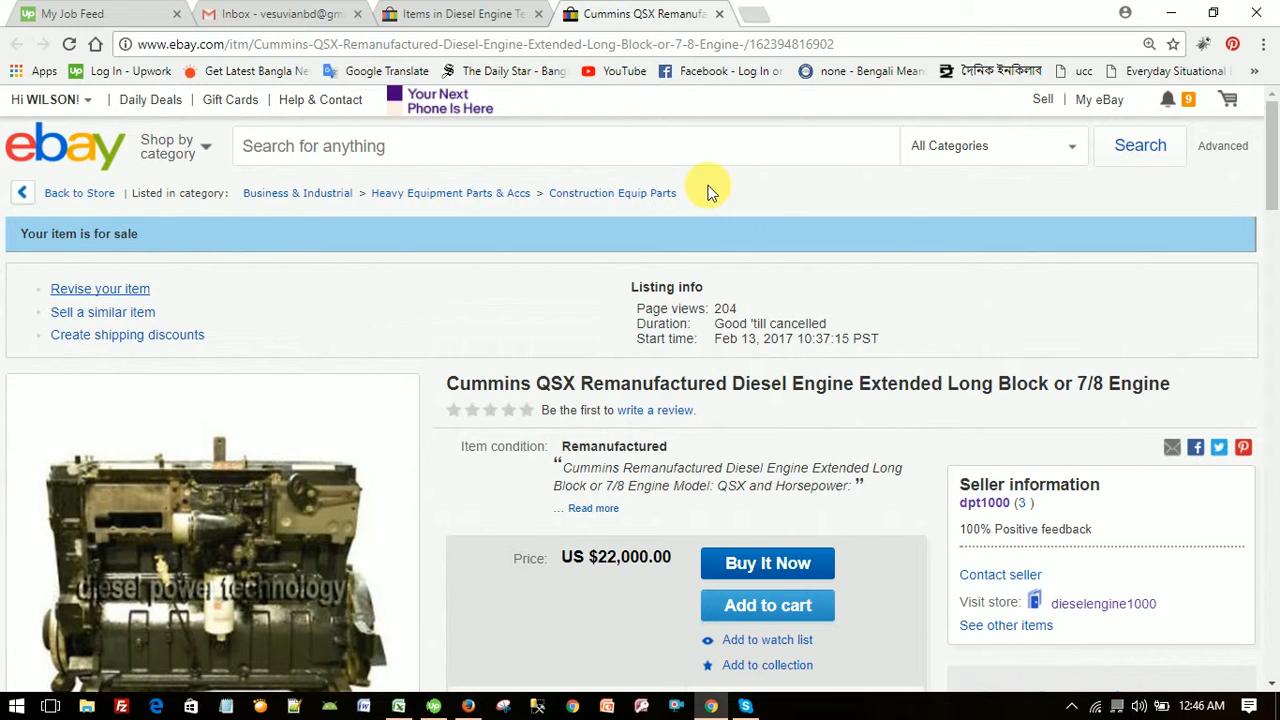 My Job Feed
Inbox - vesuvianbd@gm
Items in Diesel Engine Te
Cummins QSX Remanufa
www.ebay.com/itm/Cummins-QSX-Remanufactured-Diesel-Engine-Extended-Long-Block-or-7-8-Engine-/162394816902
Apps
Log In - Upwork
Get Latest Bangla Ne
Google Translate
The Daily Star - Bang
YouTube
Facebook - Log In or
none - Bengali Mean
দৈনিক ইনকিলাব
ucc
Everyday Situational
Hi WILSON!
Daily Deals
Gift Cards
Help & Contact
Your Next
Phone Is Here
Sell
My eBay
9
ebay
Shop by
category
Search for anything
All Categories
Search
Advanced
Back to Store | Listed in category: Business & Industrial > Heavy Equipment Parts & Accs > Construction Equip Parts
Your item is for sale
Revise your item
Sell a similar item
Create shipping discounts
Listing info
Page views: 204
Duration: Good 'till cancelled
Start time: Feb 13, 2017 10:37:15 PST
diesel power technology
Cummins QSX Remanufactured Diesel Engine Extended Long Block or 7/8 Engine
Be the first to write a review.
Item condition: Remanufactured
“Cummins Remanufactured Diesel Engine Extended Long
Block or 7/8 Engine Model: QSX and Horsepower: ”
... Read more
Price: US $22,000.00
Buy It Now
Add to cart
Add to watch list
Add to collection
Seller information
dpt1000 (3 )
100% Positive feedback
Contact seller
Visit store: dieselengine1000
See other items
12:46 AM